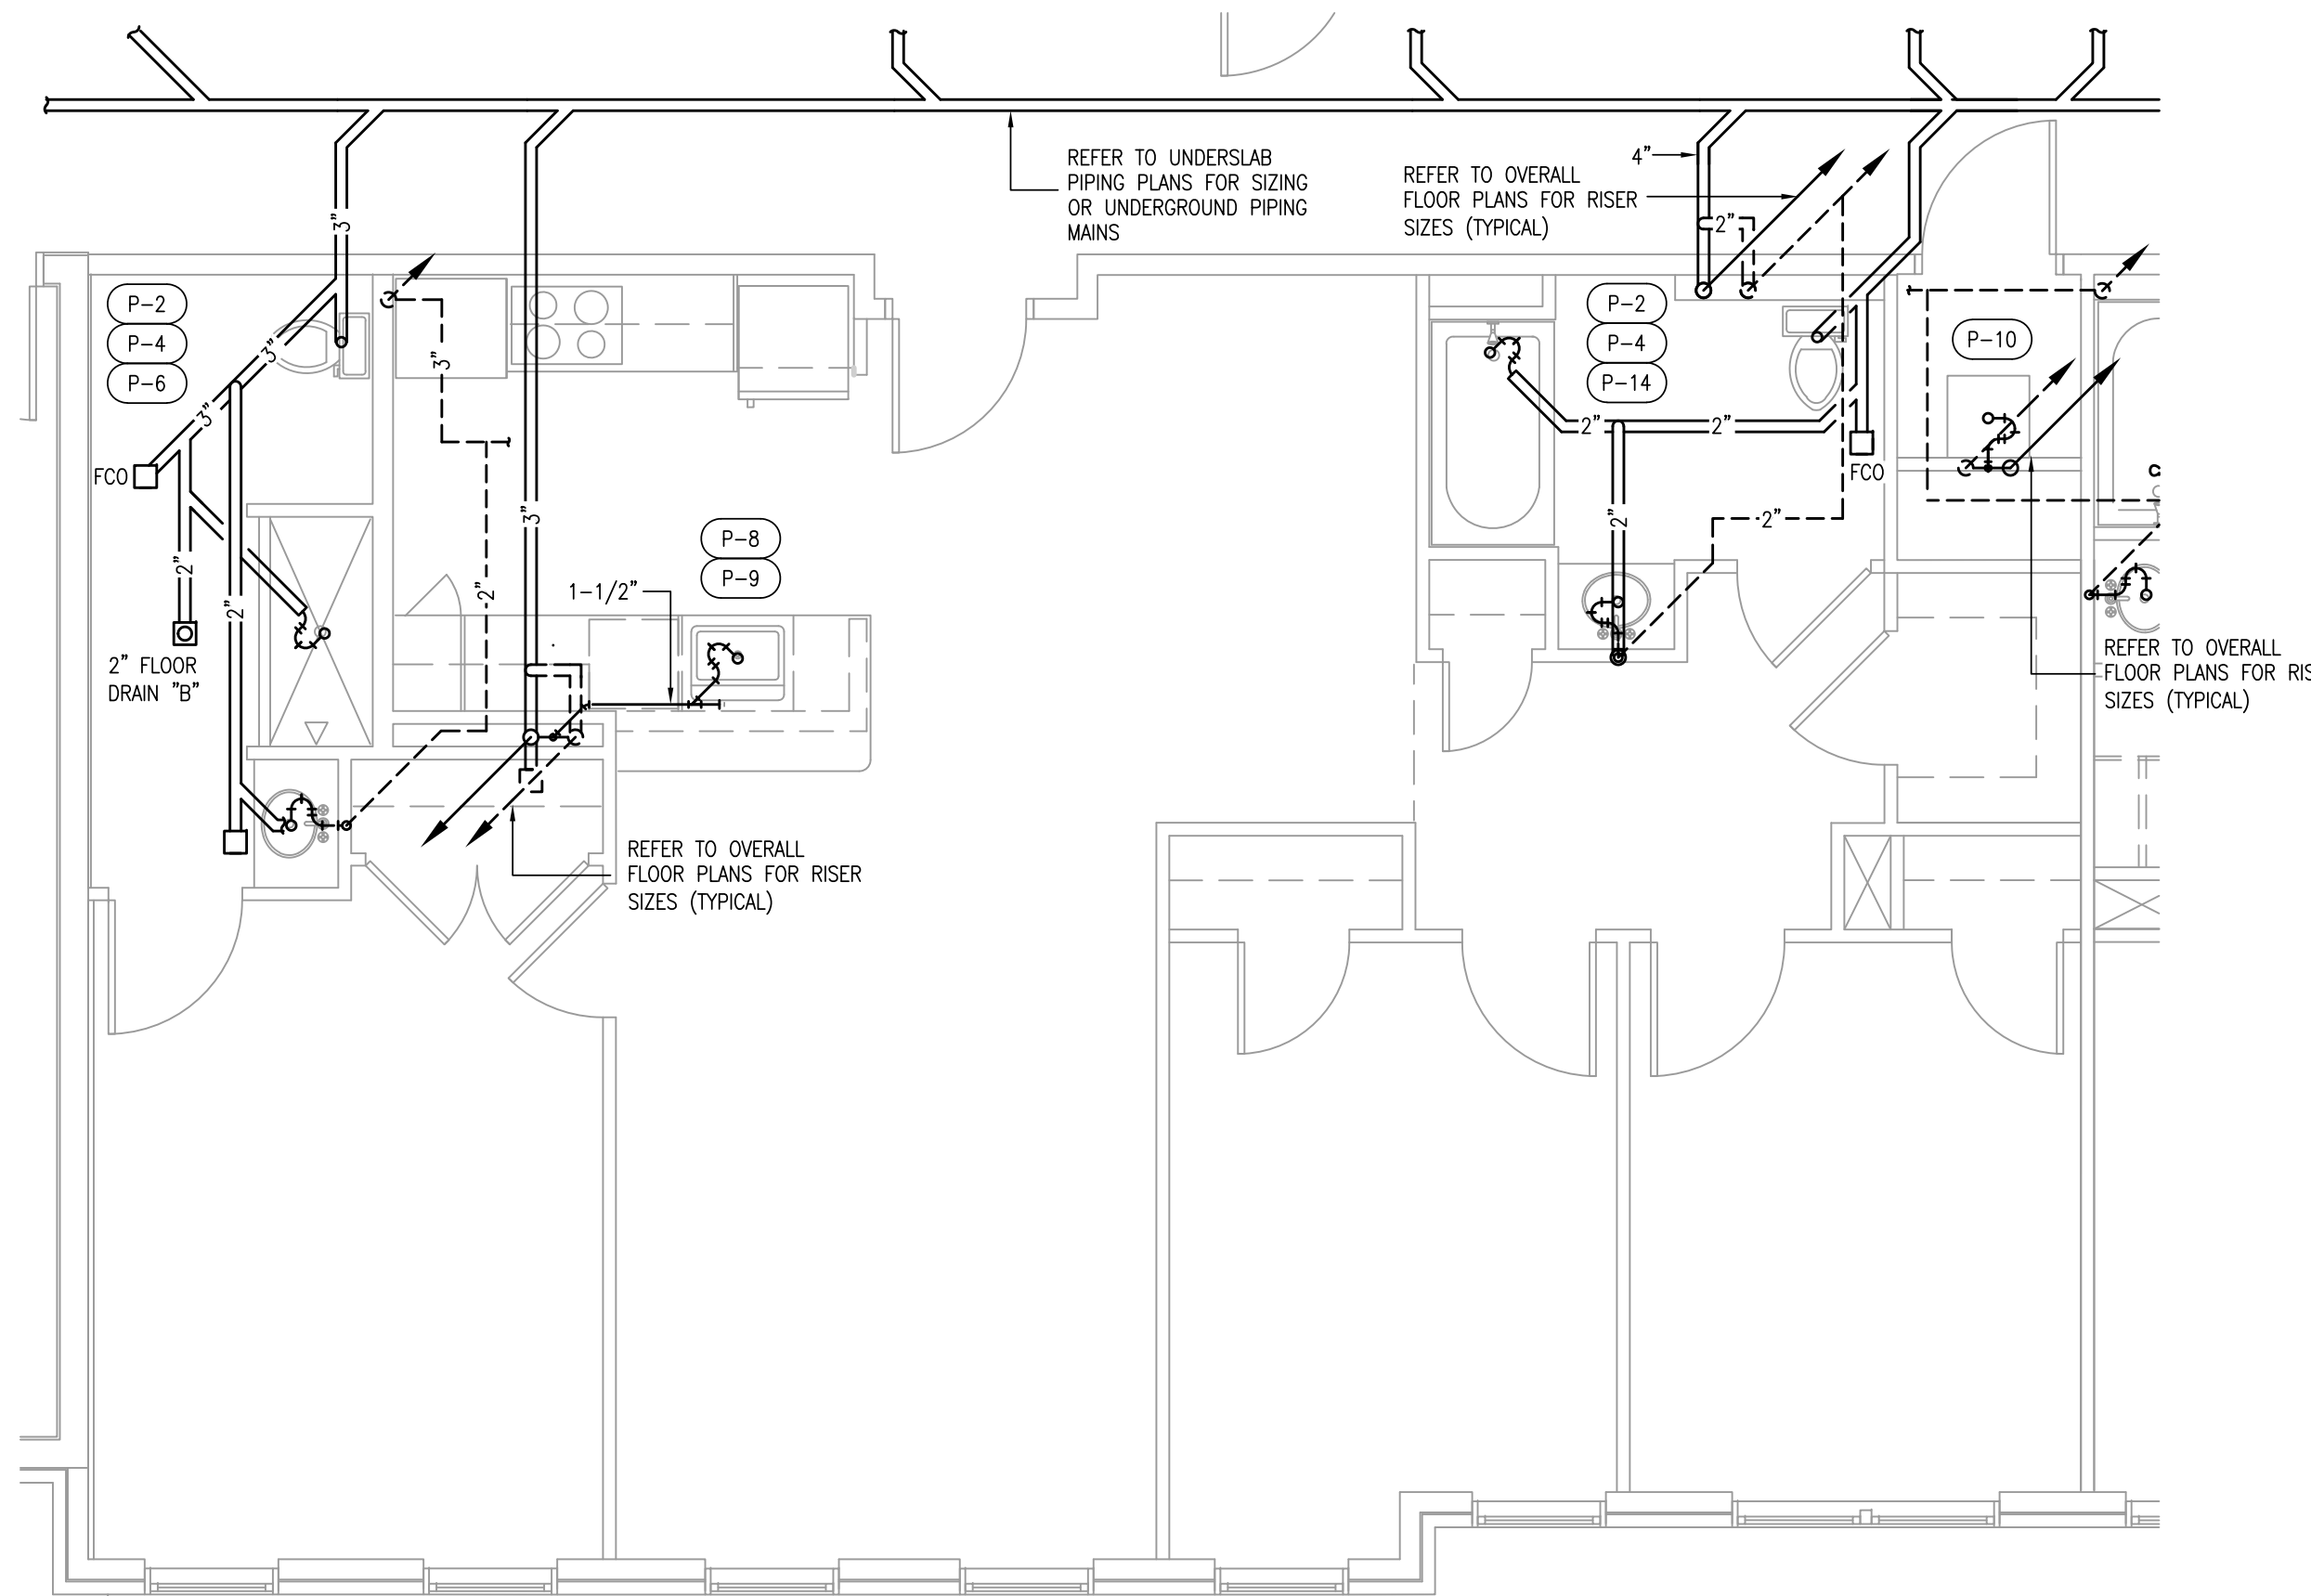 REFER TO UNDERSLAB
PIPING PLANS FOR SIZING
OR UNDERGROUND PIPING
MAINS
REFER TO OVERALL
FLOOR PLANS FOR RISER
SIZES (TYPICAL)
4"
2"
3"
P-2
P-4
P-6
3"
3"
3"
FCO
2"
2"
2" FLOOR
DRAIN "B"
3"
2"
3"
P-8
P-9
1-1/2"
REFER TO OVERALL
FLOOR PLANS FOR RISER
SIZES (TYPICAL)
P-2
P-4
P-14
2"
2"
2"
2"
FCO
P-10
REFER TO OVERALL
FLOOR PLANS FOR RIS
SIZES (TYPICAL)